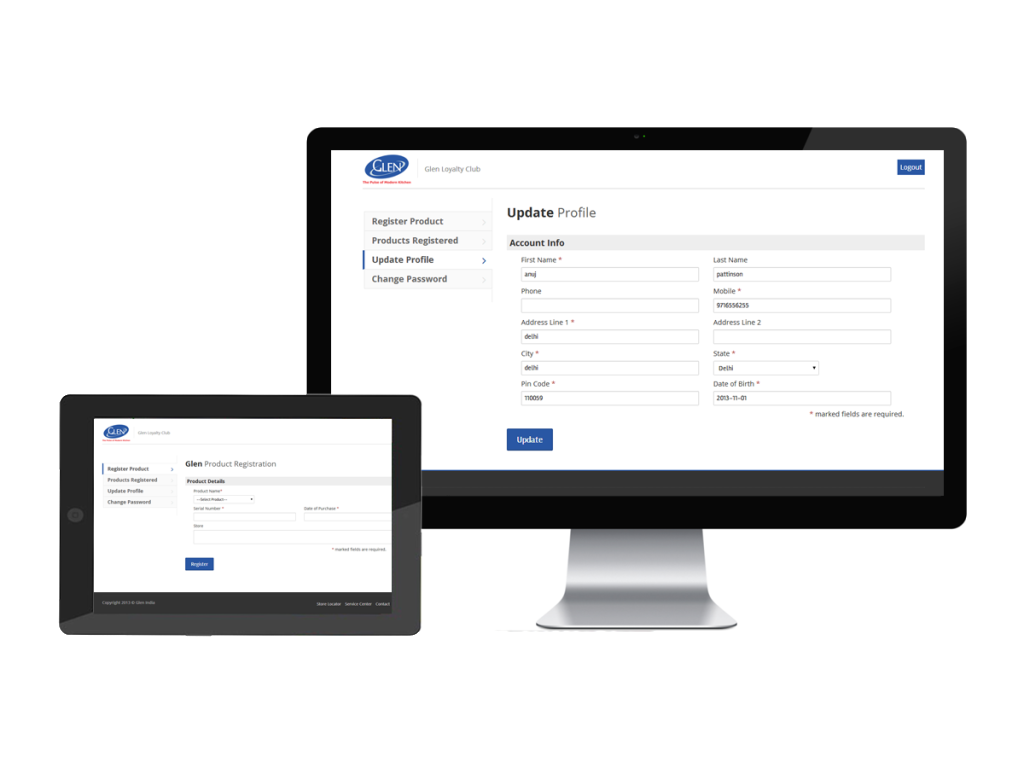 GLEN
The Pulse of Modern Kitchen
Glen Loyalty Club
Logout
Register Product
Products Registered
Update Profile
Change Password
Update Profile
Account Info
First Name *
Last Name
anuj
pattinson
Phone
Mobile *
9716556255
Address Line 1 *
Address Line 2
delhi
City *
State *
delhi
Delhi
Pin Code *
Date of Birth *
110059
2013-11-01
* marked fields are required.
Update
GLEN
Glen Loyalty Club
Register Product
Products Registered
Update Profile
Change Password
Glen Product Registration
Product Details
Product Name*
---Select Product---
Serial Number *
Date of Purchase *
Store
* marked fields are required.
Register
Copyright 2013 © Glen India
Store Locator
Service Center
Contact